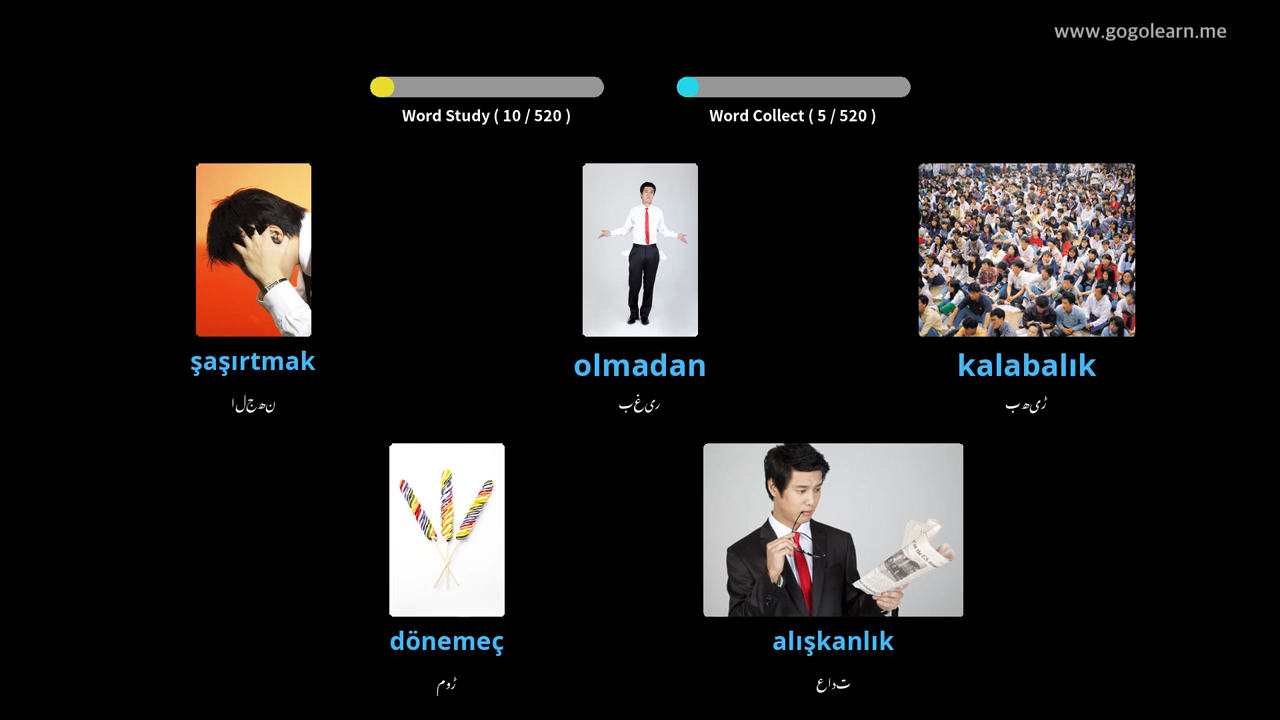 www.gogolearn.me
Word Study ( 10 / 520 )
Word Collect ( 5 / 520 )
şaşırtmak
الجھن
olmadan
بغیر
kalabalık
بھیڑ
dönemeç
موڑ
alışkanlık
عادت